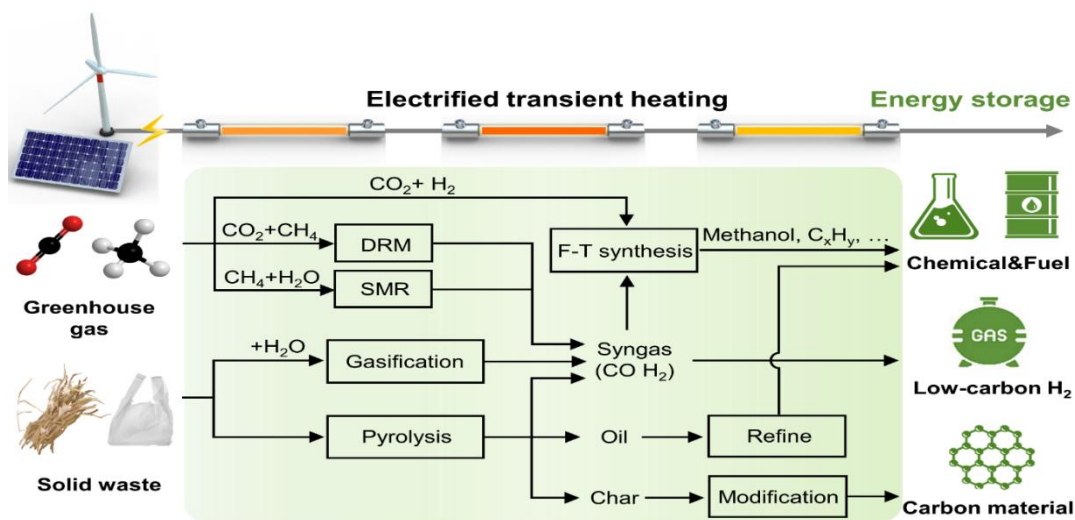 Electrified transient heating
Energy storage
CO₂+ H₂
CO₂+CH₄
DRM
F-T synthesis
Methanol, CₓHᵧ, ...
Chemical&Fuel
CH₄+H₂O
SMR
Greenhouse
gas
+H₂O
Gasification
Syngas
(CO H₂)
GAS
Low-carbon H₂
Pyrolysis
Oil
Refine
Solid waste
Char
Modification
Carbon material